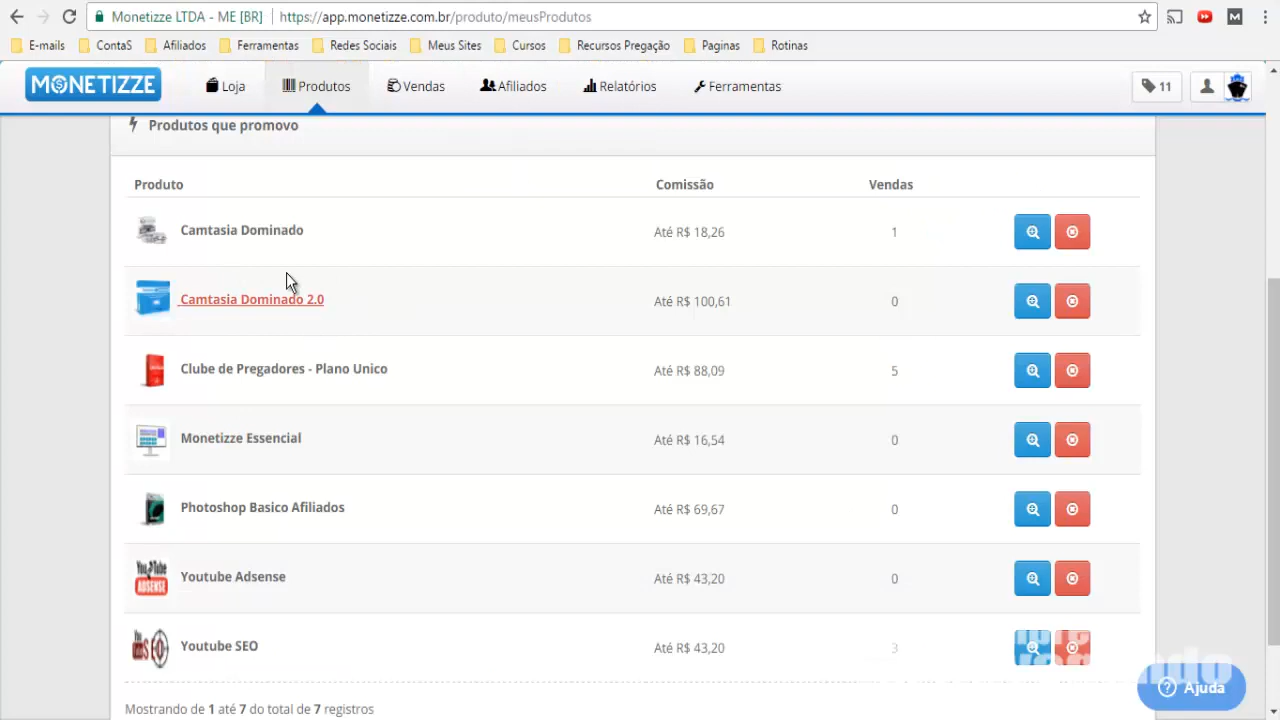 Monetizze LTDA - ME [BR] https://app.monetizze.com.br/produto/meusProdutos
E-mails ContaS Afiliados Ferramentas Redes Sociais Meus Sites Cursos Recursos Pregação Paginas Rotinas
MONETIZZE Loja Produtos Vendas Afiliados Relatórios Ferramentas 11
Produtos que promovo
Produto Comissão Vendas
Camtasia Dominado Até R$ 18,26 1
Camtasia Dominado 2.0 Até R$ 100,61 0
Clube de Pregadores - Plano Unico Até R$ 88,09 5
Monetizze Essencial Até R$ 16,54 0
Photoshop Basico Afiliados Até R$ 69,67 0
Youtube Adsense Até R$ 43,20 0
Youtube SEO Até R$ 43,20 3
Ajuda
Mostrando de 1 até 7 do total de 7 registros